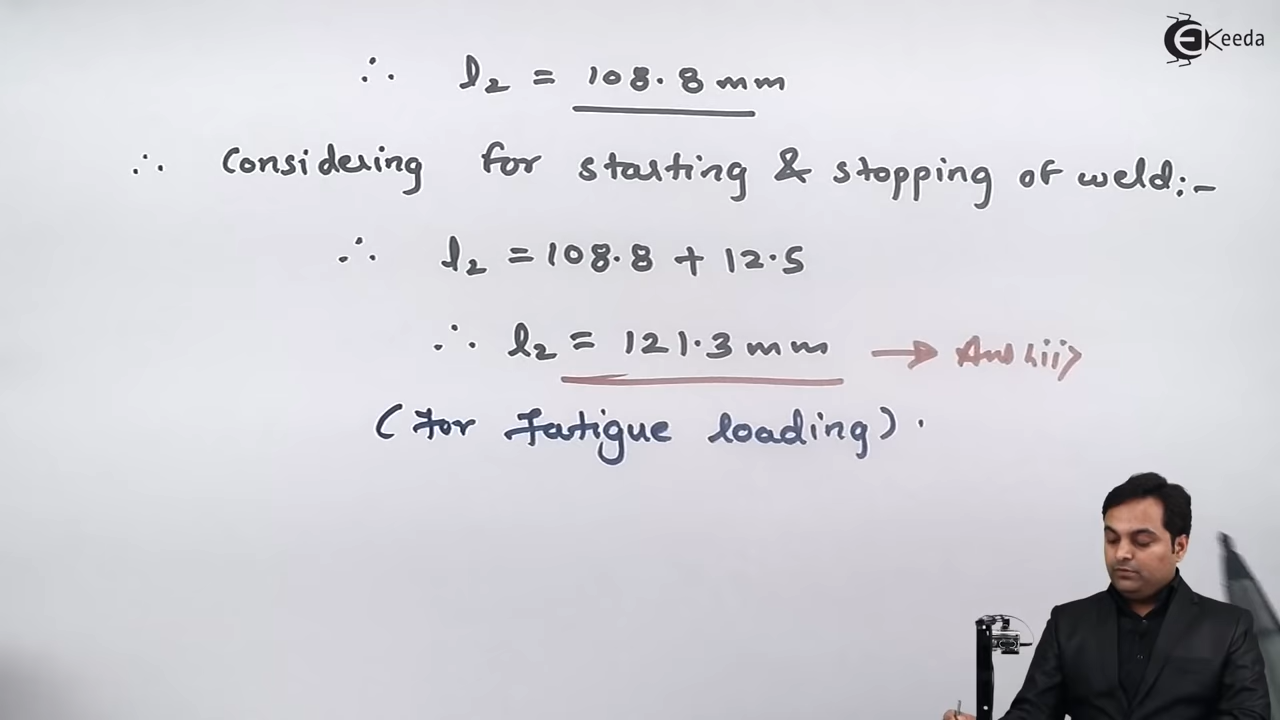 EKeeda
∴ l₂ = 108.8 mm
∴ Considering for starting & stopping of weld:-
∴ l₂ = 108.8 + 12.5
∴ l₂ = 121.3 mm → Ans (ii)
(For Fatigue loading).